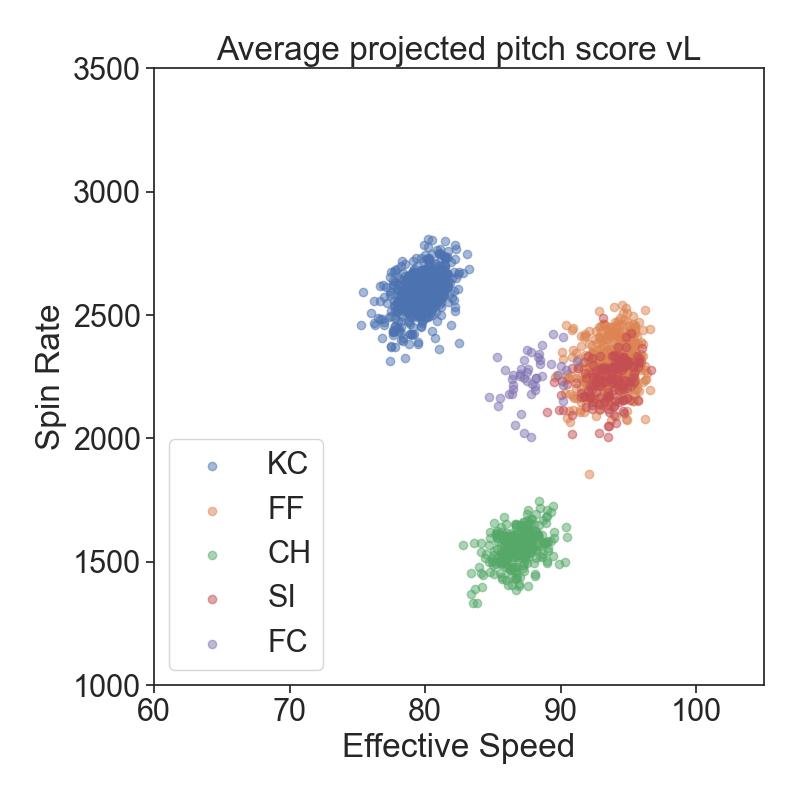 Average projected pitch score vL
3500
3000
2500
2000
1500
1000
Spin Rate
KC
FF
CH
SI
FC
60 70 80 90 100
Effective Speed